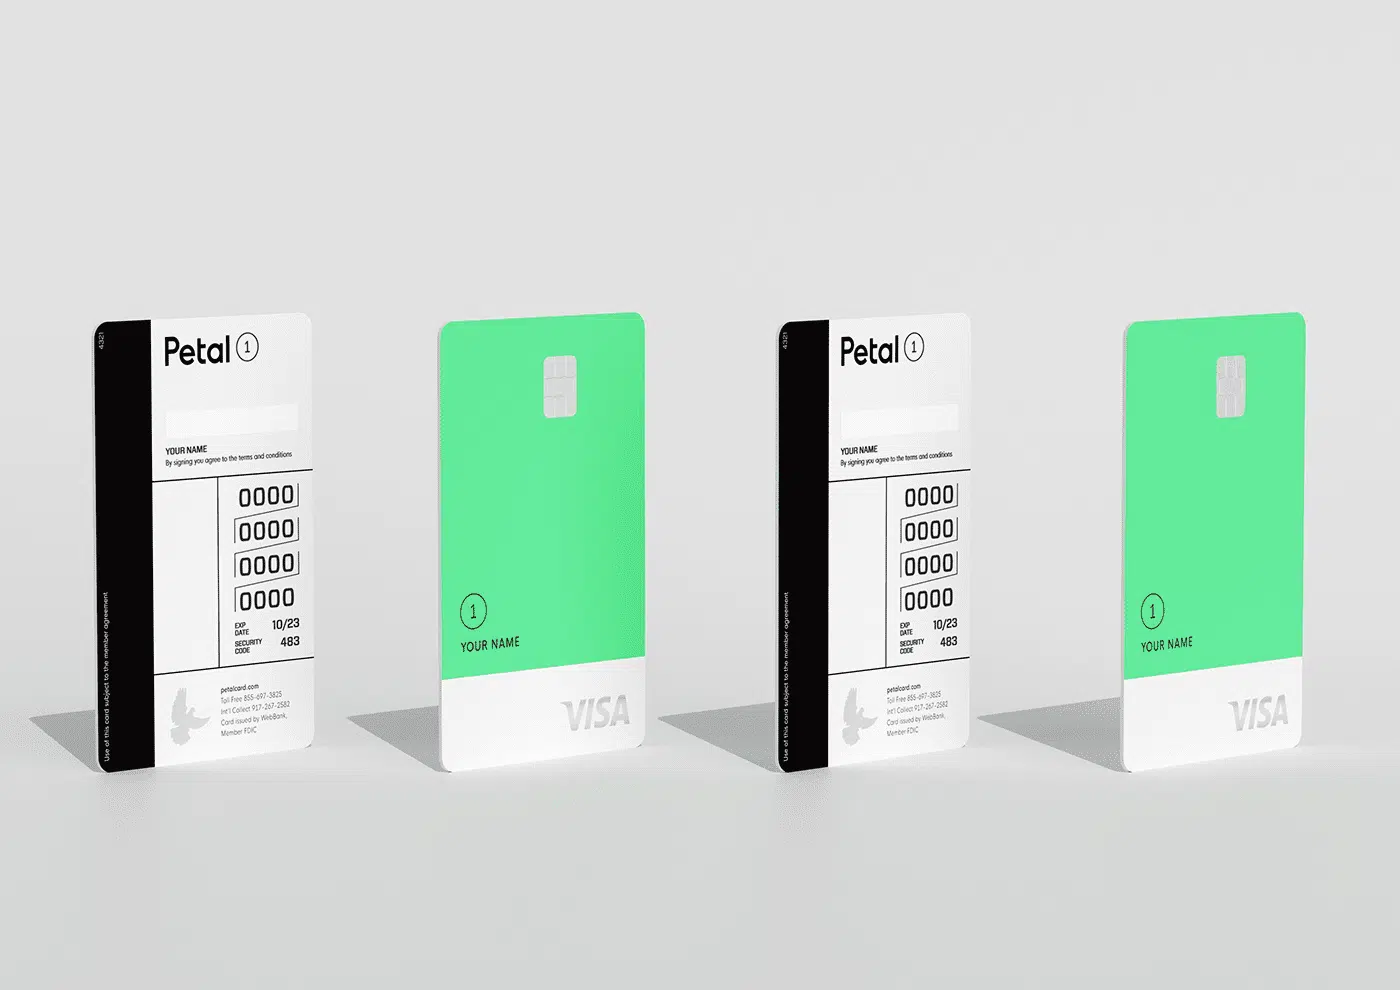 4321
Petal 1
YOUR NAME
By signing you agree to the terms and conditions
0000
0000
0000
0000
EXP DATE 10/23
SECURITY CODE 483
petalcard.com
Toll Free 855-697-3825
Int'l Collect 917-267-2582
Card issued by WebBank,
Member FDIC
Use of this card subject to the member agreement
1
YOUR NAME
VISA
4321
Petal 1
YOUR NAME
By signing you agree to the terms and conditions
0000
0000
0000
0000
EXP DATE 10/23
SECURITY CODE 483
petalcard.com
Toll Free 855-697-3825
Int'l Collect 917-267-2582
Card issued by WebBank,
Member FDIC
Use of this card subject to the member agreement
1
YOUR NAME
VISA